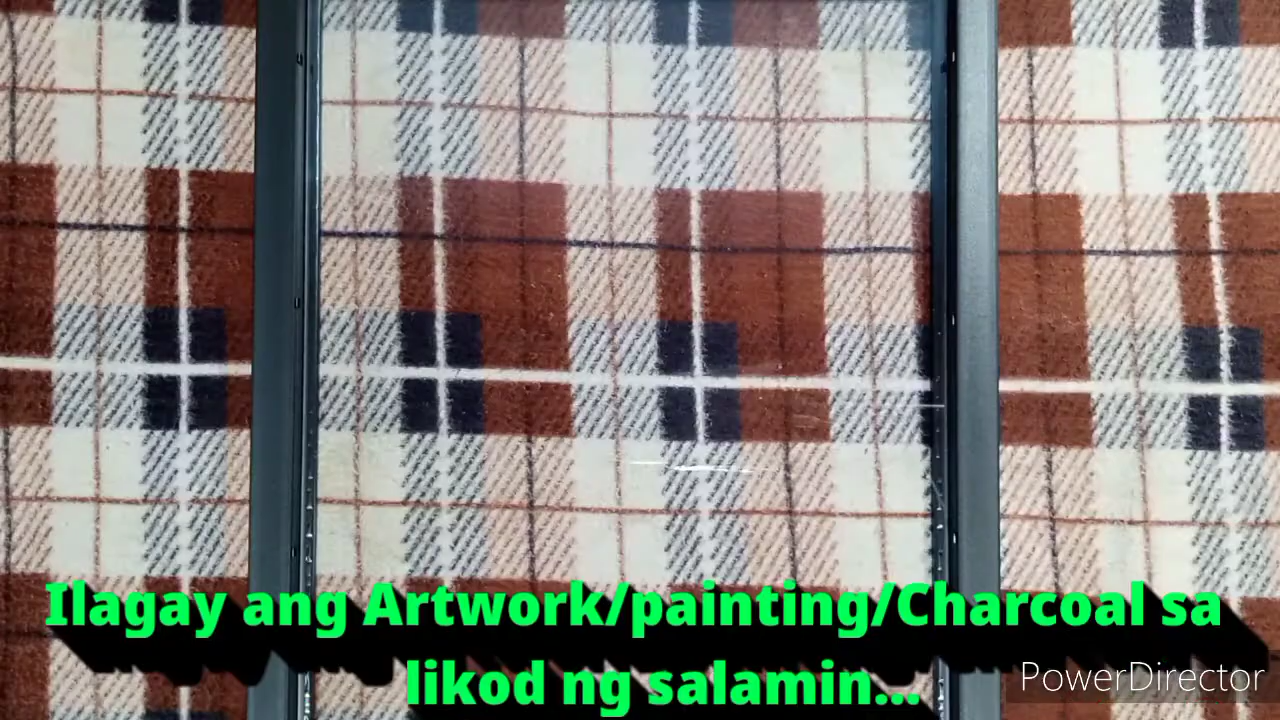 Ilagay ang Artwork/painting/Charcoal sa
likod ng salamin...
PowerDirector